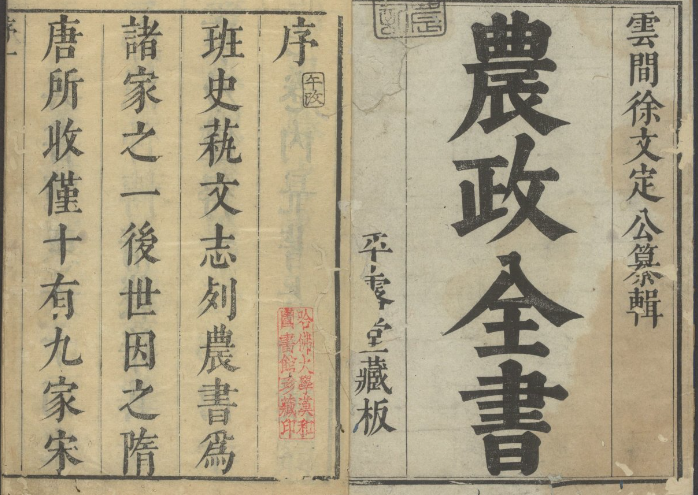 雲間徐文定公纂輯
農政全書
平露堂藏板
序
班史蓺文志列農書爲
諸家之一後世因之隋
唐所收僅十有九家宋
哈佛大學漢和
圖書館珍藏印